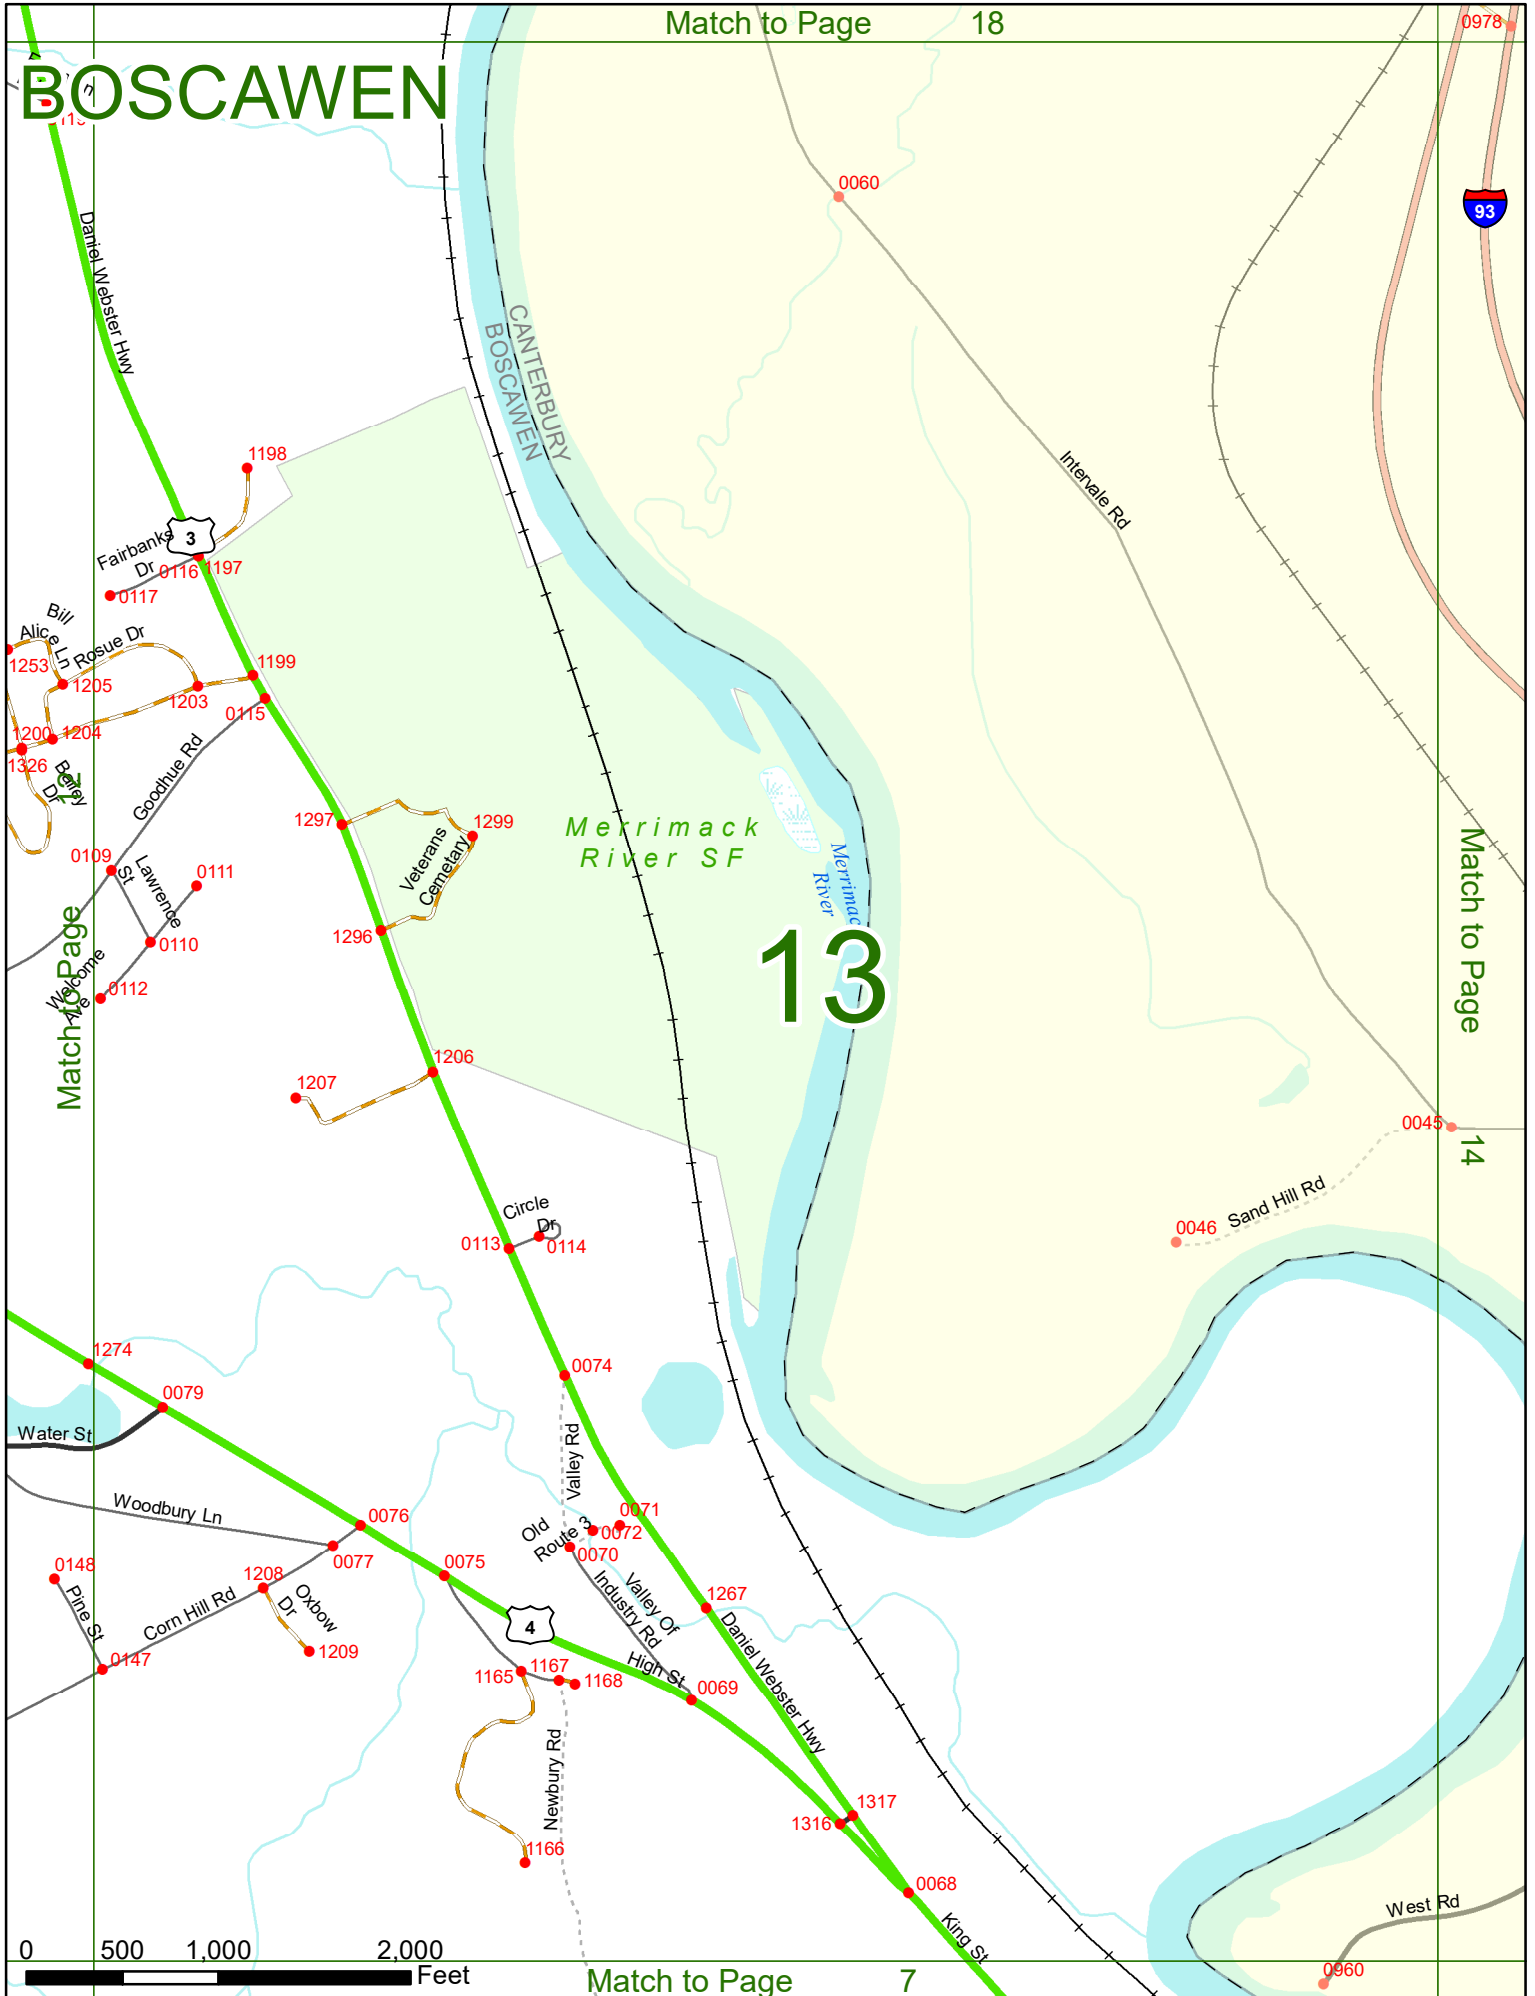 Match to Page 18
0978
BOSCAWEN
0060
93
Daniel Webster Hwy
CANTERBURY
BOSCAWEN
1198
Intervale Rd
3
Fairbanks
Dr
0116
1197
0117
Bill
Alice Ln
Rosue Dr
1253
1205
1199
1203
0115
1200
1204
1326
Bailey
Dr
Goodhue Rd
1297
1299
Veterans
Cemetary
Merrimack
River SF
Merrimac
River
0109
Lawrence
St
0111
1296
0110
13
Welcome
Ave
0112
Match to Page
Match to Page
14
1206
1207
0045
Circle
Dr
0113
0114
0046
Sand Hill Rd
1274
0074
0079
Water St
Valley Rd
Woodbury Ln
0076
0071
Old
Route 3
0072
0077
0070
0148
0075
1208
Oxbow
Dr
Pine St
Corn Hill Rd
Valley Of
Industry Rd
1267
4
1209
0147
1165
1167
1168
High St
0069
Daniel Webster Hwy
Newbury Rd
1317
1316
1166
0068
West Rd
King St
0 500 1,000 2,000
Feet
0960
Match to Page 7